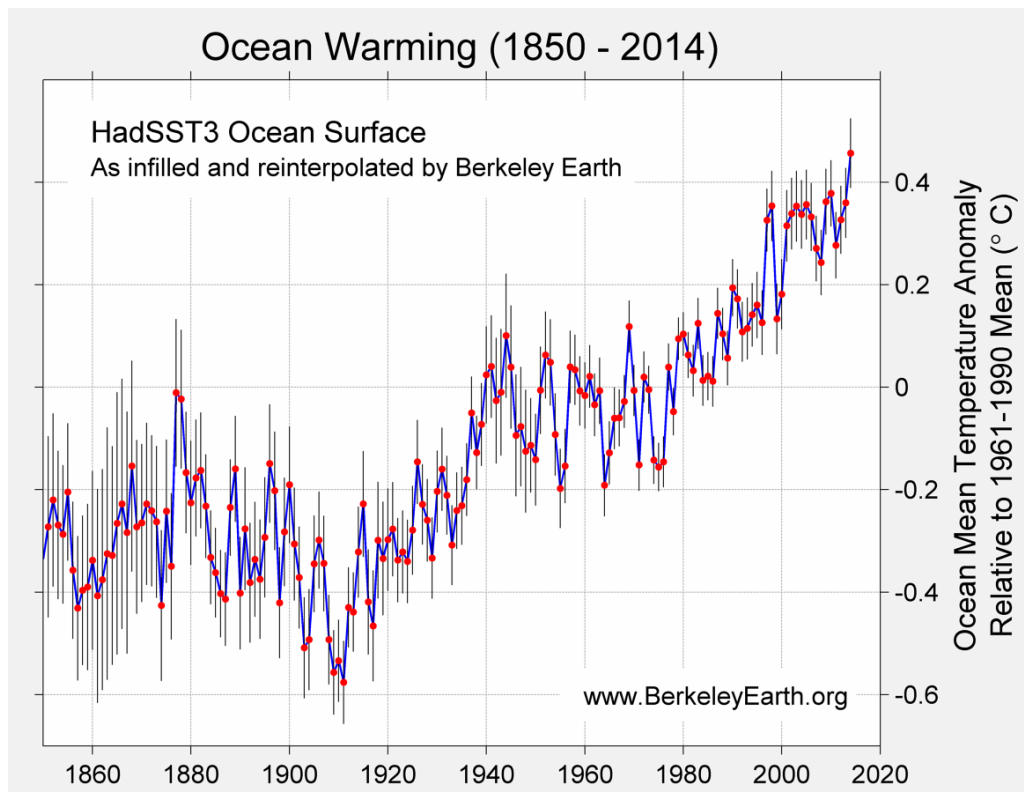 Ocean Warming (1850 - 2014)
HadSST3 Ocean Surface
As infilled and reinterpolated by Berkeley Earth
0.4
0.2
0
-0.2
-0.4
-0.6
Ocean Mean Temperature Anomaly
Relative to 1961-1990 Mean (° C)
www.BerkeleyEarth.org
1860 1880 1900 1920 1940 1960 1980 2000 2020